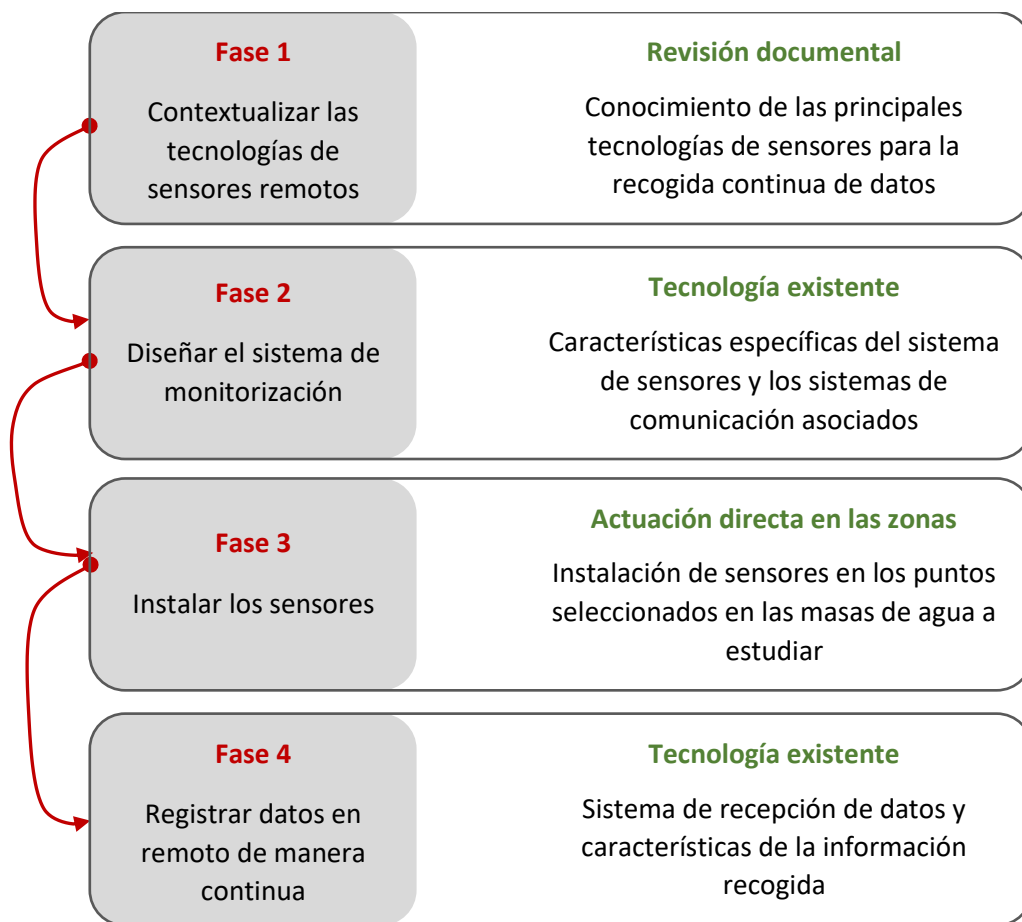 Fase 1
Contextualizar las
tecnologías de
sensores remotos
Revisión documental
Conocimiento de las principales
tecnologías de sensores para la
recogida continua de datos
Fase 2
Diseñar el sistema de
monitorización
Tecnología existente
Características específicas del sistema
de sensores y los sistemas de
comunicación asociados
Fase 3
Instalar los sensores
Actuación directa en las zonas
Instalación de sensores en los puntos
seleccionados en las masas de agua a
estudiar
Fase 4
Registrar datos en
remoto de manera
continua
Tecnología existente
Sistema de recepción de datos y
características de la información
recogida